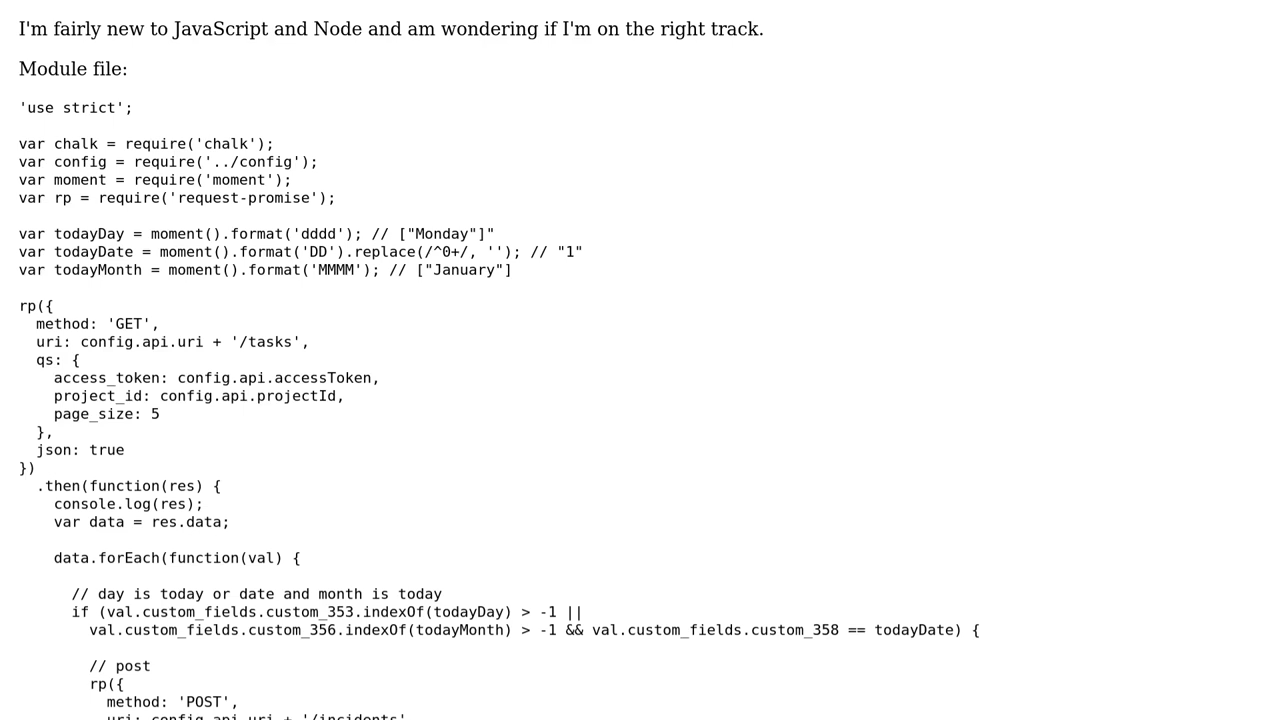 I'm fairly new to JavaScript and Node and am wondering if I'm on the right track.
Module file:
'use strict';
var chalk = require('chalk');
var config = require('../config');
var moment = require('moment');
var rp = require('request-promise');
var todayDay = moment().format('dddd'); // ["Monday"]"
var todayDate = moment().format('DD').replace(/^0+/, ''); // "1"
var todayMonth = moment().format('MMMM'); // ["January"]
rp({
  method: 'GET',
  uri: config.api.uri + '/tasks',
  qs: {
    access_token: config.api.accessToken,
    project_id: config.api.projectId,
    page_size: 5
  },
  json: true
})
  .then(function(res) {
    console.log(res);
    var data = res.data;
    data.forEach(function(val) {
      // day is today or date and month is today
      if (val.custom_fields.custom_353.indexOf(todayDay) > -1 ||
        val.custom_fields.custom_356.indexOf(todayMonth) > -1 && val.custom_fields.custom_358 == todayDate) {
        // post
        rp({
          method: 'POST',
          uri: config.api.uri + '/incidents'